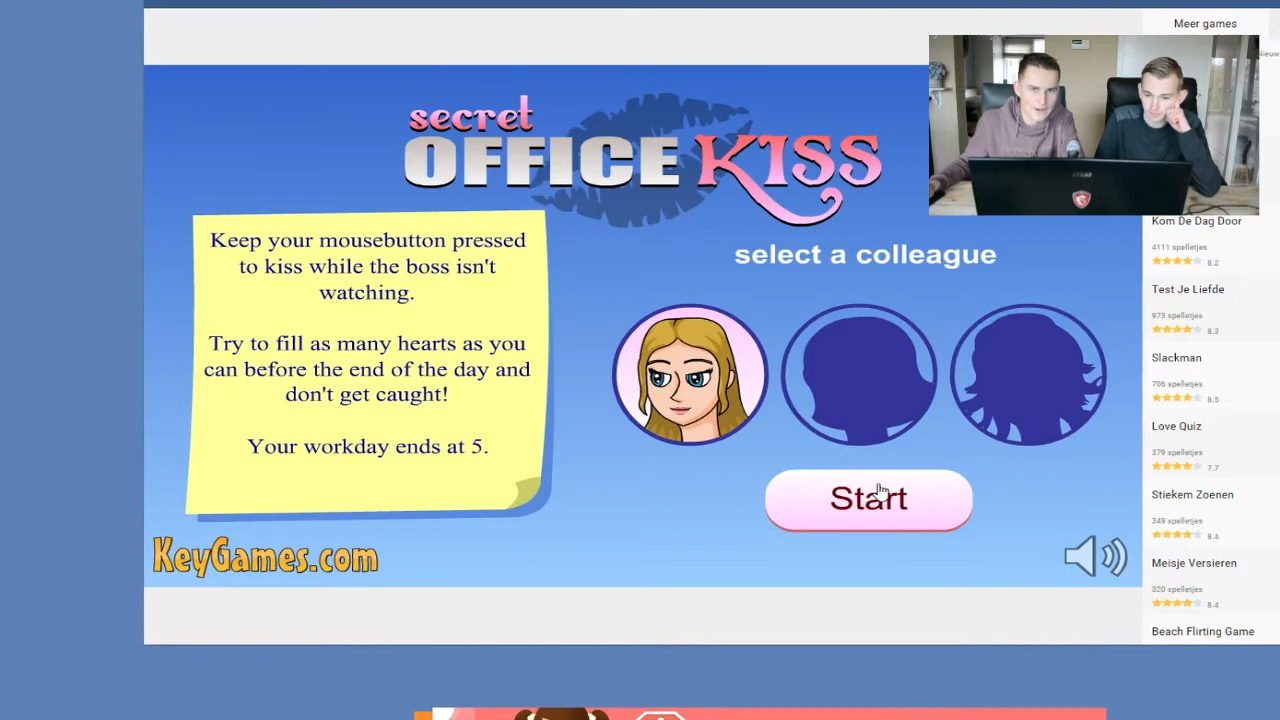 Meer games
secret
OFFICE KISS
Keep your mousebutton pressed
to kiss while the boss isn't
watching.
Try to fill as many hearts as you
can before the end of the day and
don't get caught!
Your workday ends at 5.
select a colleague
Start
KeyGames.com
Kom De Dag Door
4111 spelletjes
8.2
Test Je Liefde
973 spelletjes
8.3
Slackman
706 spelletjes
8.5
Love Quiz
379 spelletjes
7.7
Stiekem Zoenen
349 spelletjes
8.4
Meisje Versieren
320 spelletjes
8.4
Beach Flirting Game